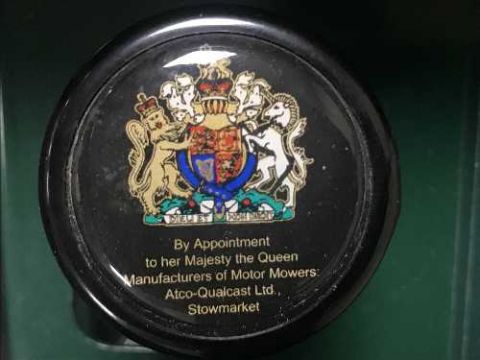 DIEU ET MON DROIT
By Appointment
to her Majesty the Queen
Manufacturers of Motor Mowers:
Atco-Qualcast Ltd.,
Stowmarket